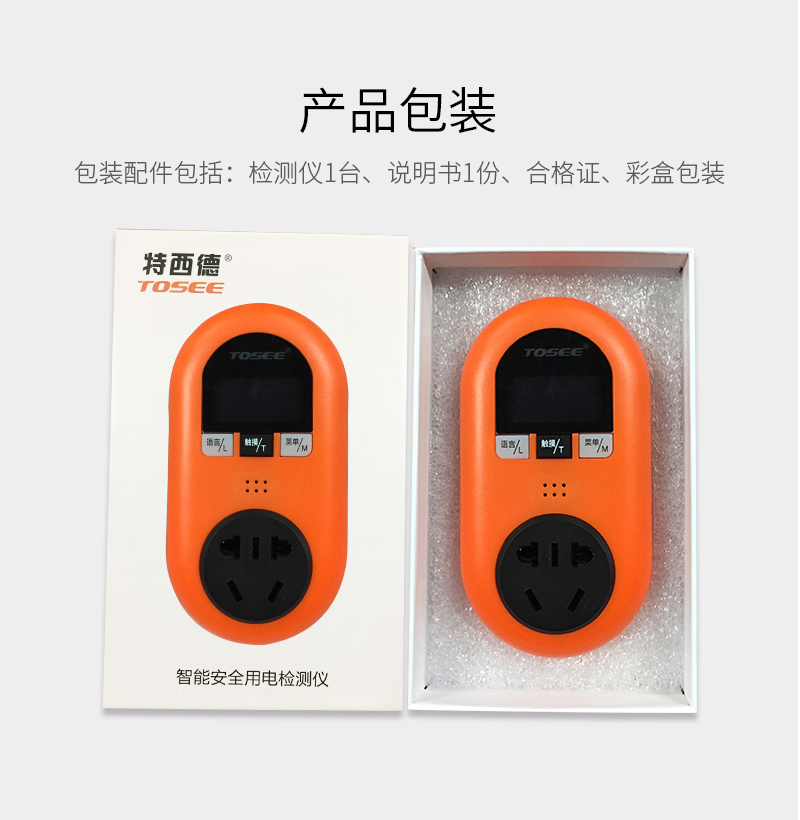 产品包装
包装配件包括：检测仪1台、说明书1份、合格证、彩盒包装
特西德®
TOSEE
TOSEE®
语言/L 触摸/T 菜单/M
智能安全用电检测仪
TOSEE®
语言/L 触摸/T 菜单/M